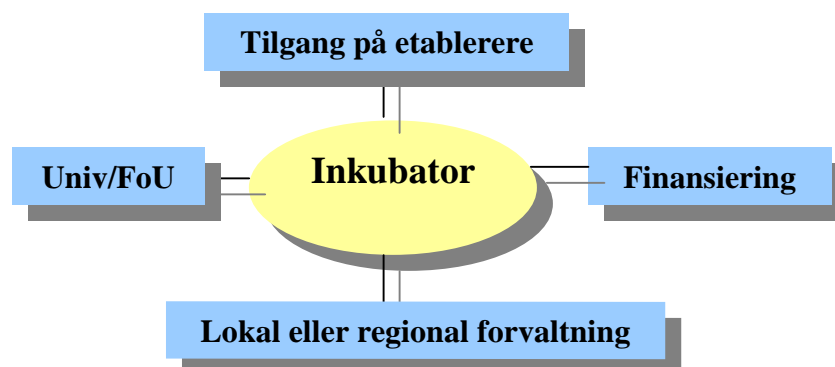 Tilgang på etablerere
Inkubator
Univ/FoU
Finansiering
Lokal eller regional forvaltning